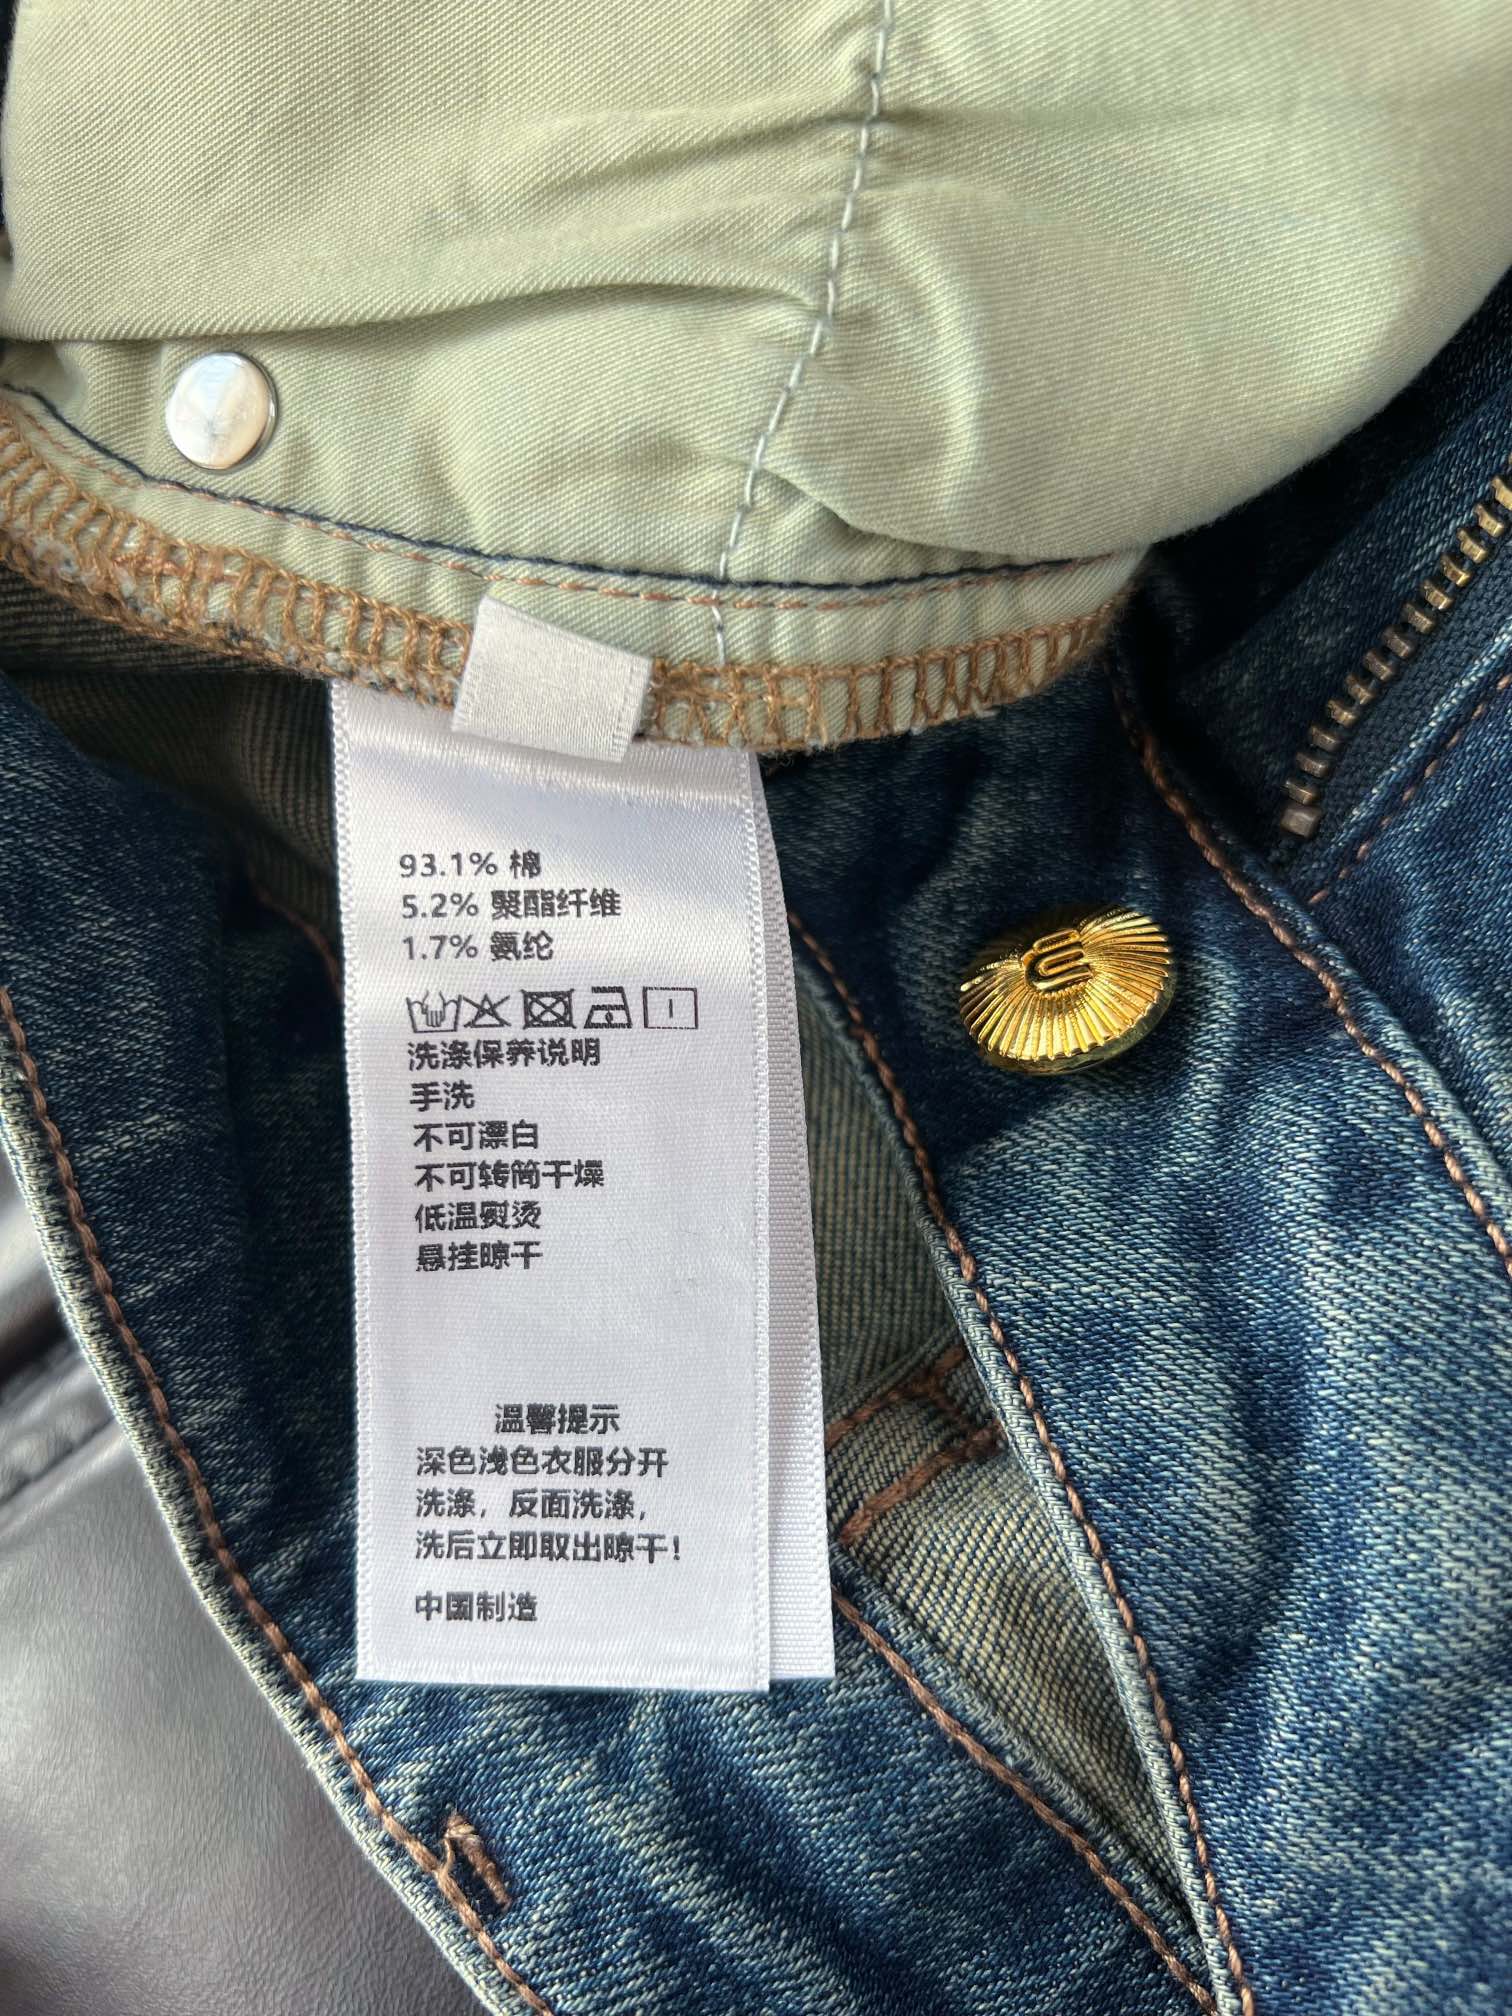 93.1% 棉
5.2% 聚酯纤维
1.7% 氨纶
洗涤保养说明
手洗
不可漂白
不可转筒干燥
低温熨烫
悬挂晾干
温馨提示
深色浅色衣服分开
洗涤，反面洗涤，
洗后立即取出晾干！
中国制造